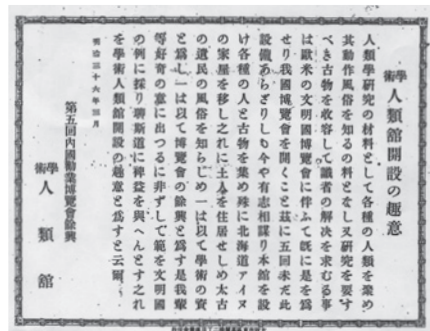 學術人類館開設の趣意
人類學研究の材料として各種の人類を集め
其動作風俗を知るの料となし又研究を要す
べき古物を收容して識者の解決を求むる事
は歐米の文明國博覽會に伴ふて既に是を爲
せり我國博覽會を開くこと茲に五回未だ此
設備あらざりしも今や有志相謀り本館を設
け各種の人と古物を集め殊に北海道アイヌ
の家屋を移しこれに土人を住居せしめ太古
の遺民の風俗を知らしめ一は以て學術の資
と爲し一は以て博覽會の餘興と爲す是我輩
等好奇の意に出つるに非ずして範を文明國
の例に採り聊斯道に裨益を與へんとす之れ
を學術人類館開設の趣意と爲すと云爾
明治三十六年三月
第五回内國勸業博覽會餘興
學術人類館